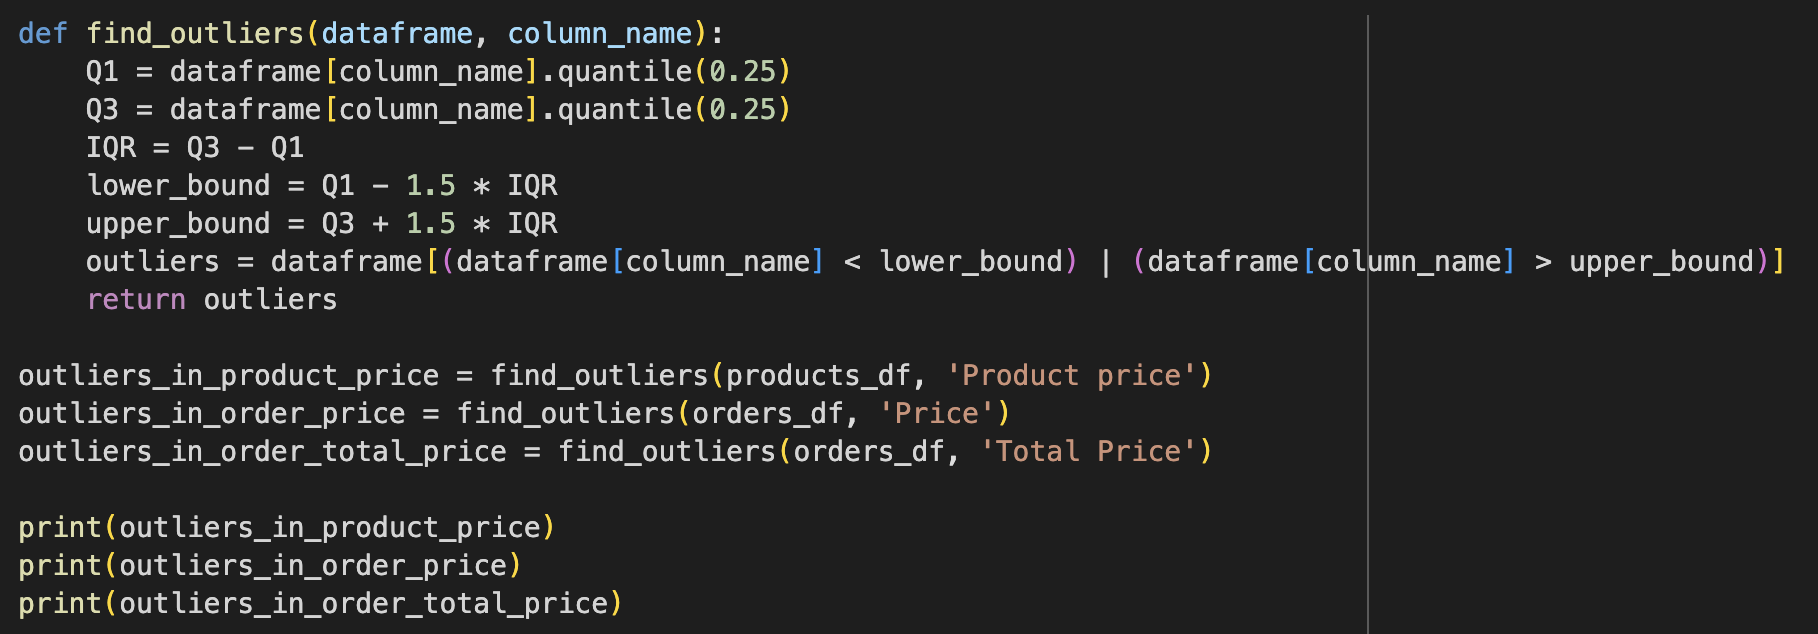 def find_outliers(dataframe, column_name):
    Q1 = dataframe[column_name].quantile(0.25)
    Q3 = dataframe[column_name].quantile(0.25)
    IQR = Q3 - Q1
    lower_bound = Q1 - 1.5 * IQR
    upper_bound = Q3 + 1.5 * IQR
    outliers = dataframe[(dataframe[column_name] < lower_bound) | (dataframe[column_name] > upper_bound)]
    return outliers

outliers_in_product_price = find_outliers(products_df, 'Product price')
outliers_in_order_price = find_outliers(orders_df, 'Price')
outliers_in_order_total_price = find_outliers(orders_df, 'Total Price')

print(outliers_in_product_price)
print(outliers_in_order_price)
print(outliers_in_order_total_price)